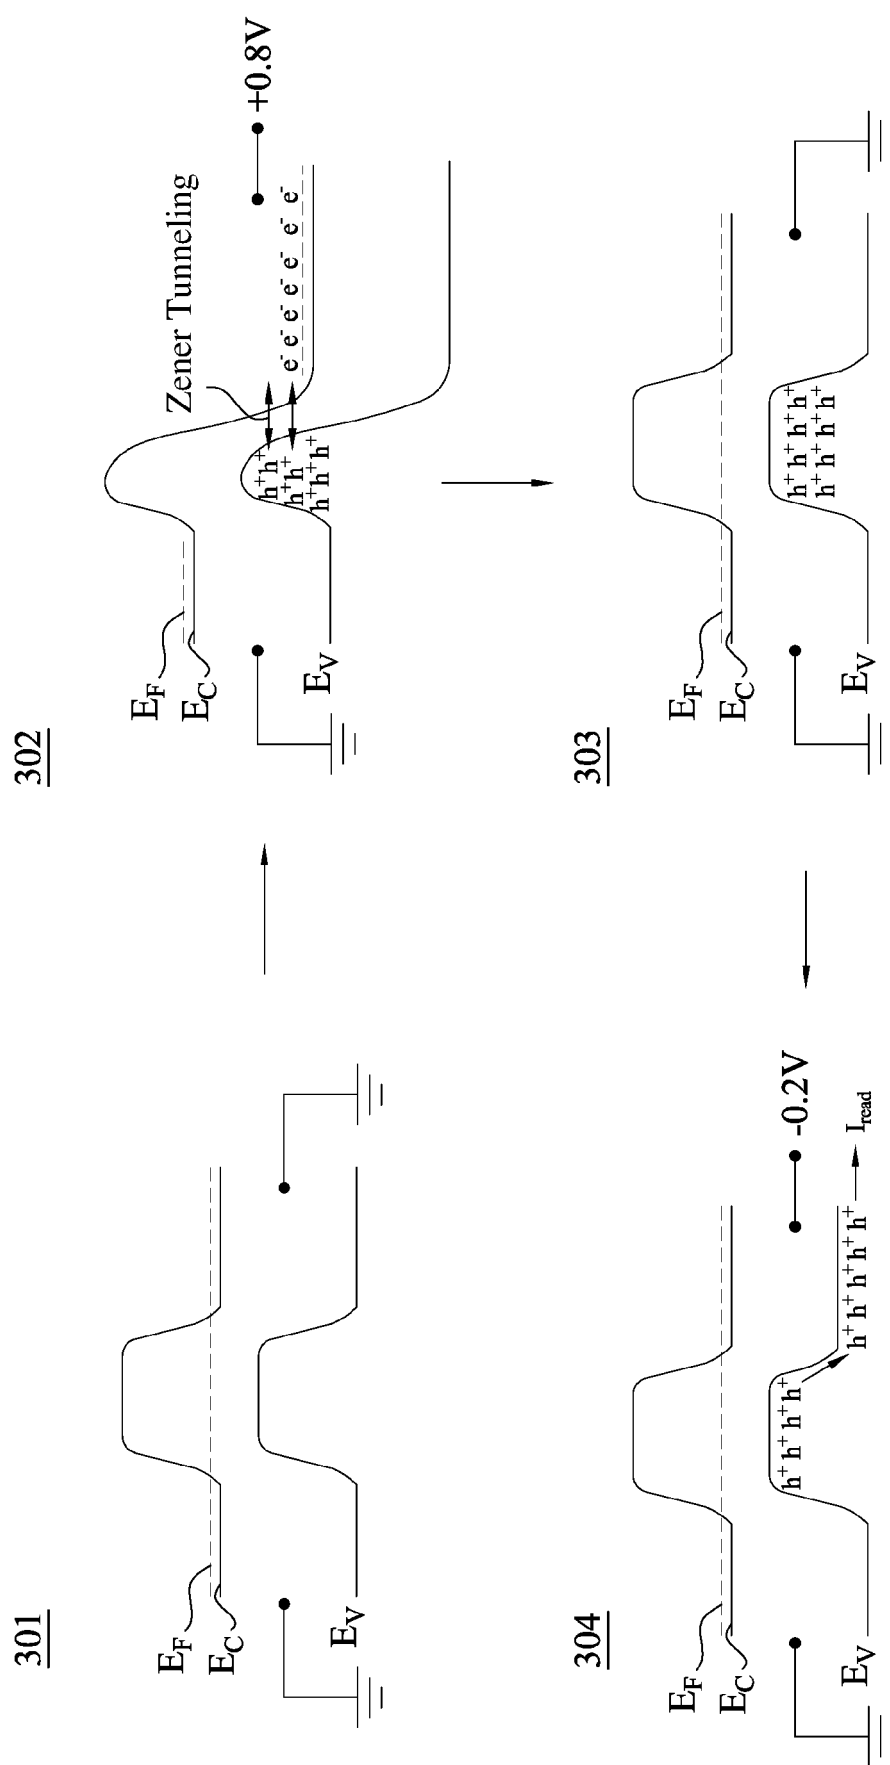 301
E_F
E_C
E_V
302
E_F
E_C
E_V
Zener Tunneling
+0.8V
e⁻ e⁻ e⁻ e⁻ e⁻ e⁻ e⁻
h⁺h⁺
h⁺h⁺
h⁺h⁺h⁺
303
E_F
E_C
E_V
h⁺h⁺h⁺h⁺
h⁺h⁺h⁺h⁺
304
E_F
E_C
E_V
-0.2V
h⁺h⁺h⁺h⁺
h⁺h⁺h⁺h⁺h⁺
I_read